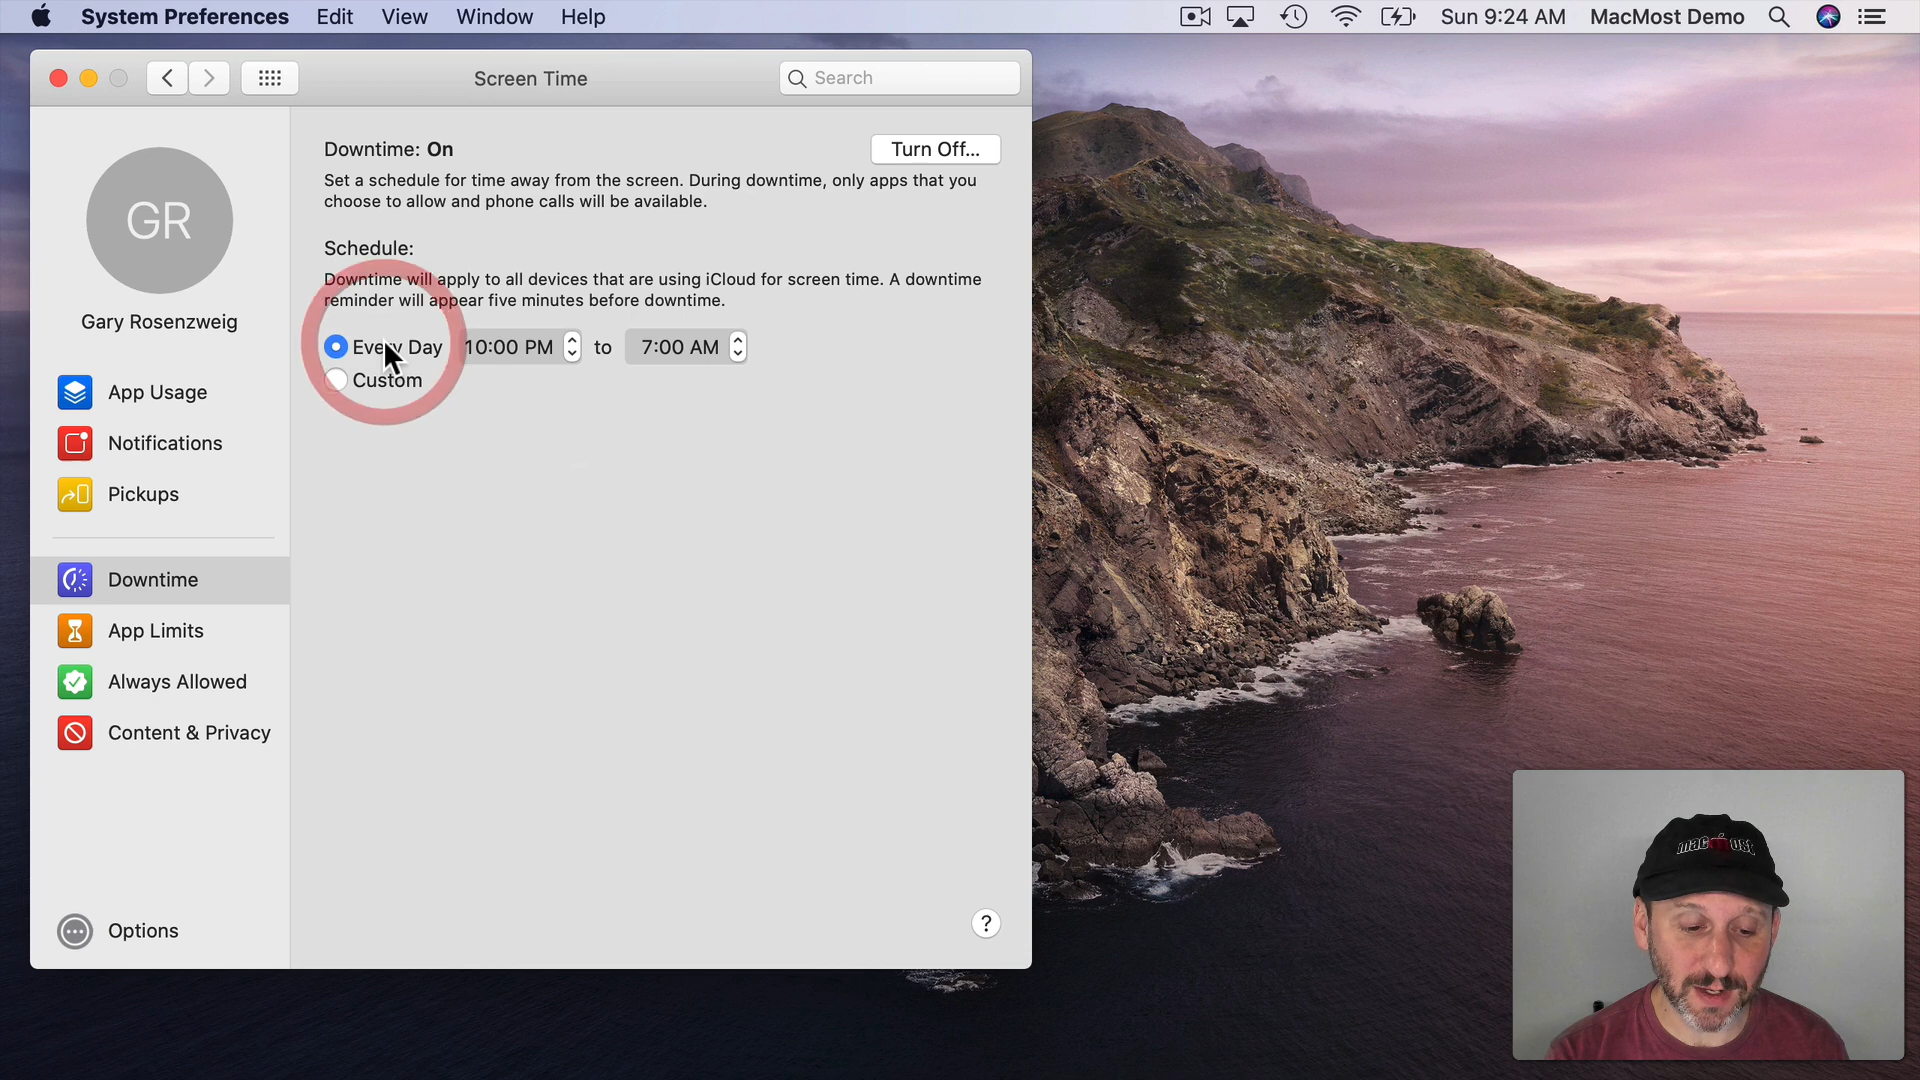 System Preferences Edit View Window Help Sun 9:24 AM MacMost Demo
Screen Time
Search
GR
Gary Rosenzweig
App Usage
Notifications
Pickups
Downtime
App Limits
Always Allowed
Content & Privacy
Options
Downtime: On
Turn Off...
Set a schedule for time away from the screen. During downtime, only apps that you
choose to allow and phone calls will be available.
Schedule:
Downtime will apply to all devices that are using iCloud for screen time. A downtime
reminder will appear five minutes before downtime.
Every Day 10:00 PM to 7:00 AM
Custom
?
macmost